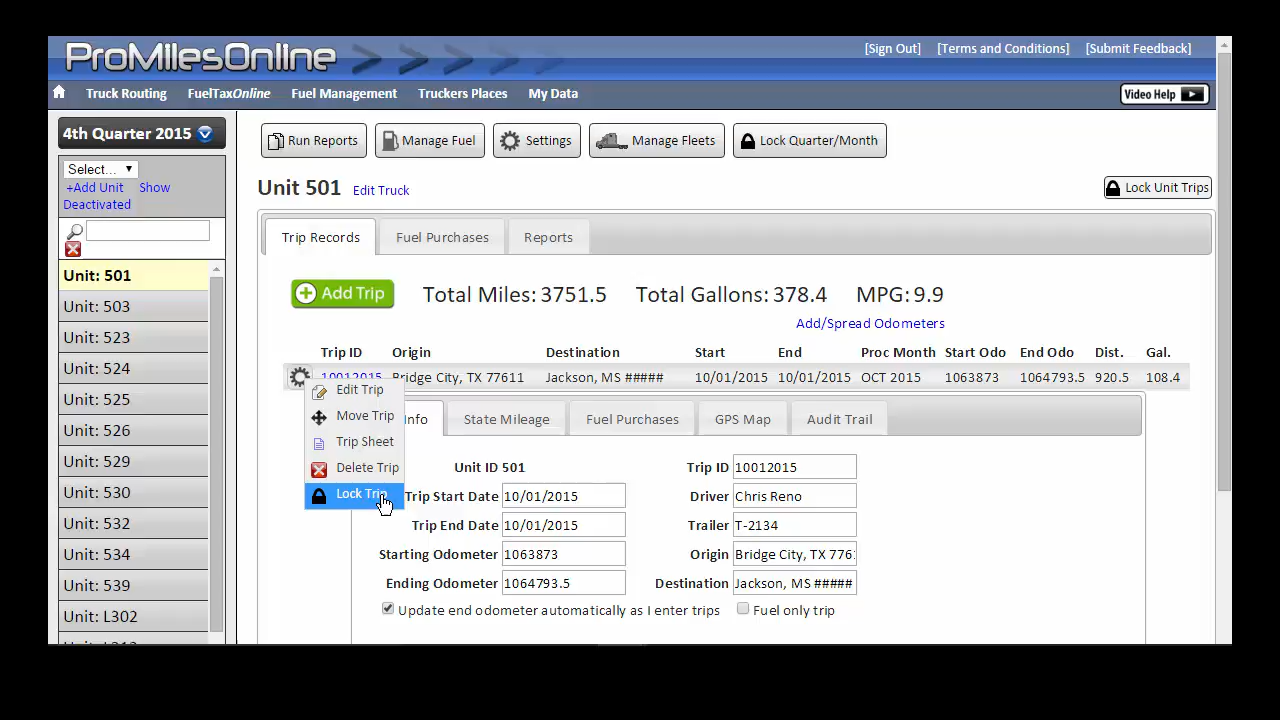 ProMilesOnline
[Sign Out] [Terms and Conditions] [Submit Feedback]
Truck Routing FuelTaxOnline Fuel Management Truckers Places My Data Video Help
4th Quarter 2015
Run Reports Manage Fuel Settings Manage Fleets Lock Quarter/Month
Select...
+Add Unit Show
Deactivated
Unit 501 Edit Truck Lock Unit Trips
Trip Records Fuel Purchases Reports
Unit: 501
Unit: 503
Unit: 523
Unit: 524
Unit: 525
Unit: 526
Unit: 529
Unit: 530
Unit: 532
Unit: 534
Unit: 539
Unit: L302
Add Trip Total Miles: 3751.5 Total Gallons: 378.4 MPG: 9.9
Add/Spread Odometers
Trip ID Origin Destination Start End Proc Month Start Odo End Odo Dist. Gal.
10012015 Bridge City, TX 77611 Jackson, MS ##### 10/01/2015 10/01/2015 OCT 2015 1063873 1064793.5 920.5 108.4
Edit Trip
Move Trip
Trip Sheet
Delete Trip
Lock Trip
Info State Mileage Fuel Purchases GPS Map Audit Trail
Unit ID 501 Trip ID 10012015
Trip Start Date 10/01/2015 Driver Chris Reno
Trip End Date 10/01/2015 Trailer T-2134
Starting Odometer 1063873 Origin Bridge City, TX 7761
Ending Odometer 1064793.5 Destination Jackson, MS #####
Update end odometer automatically as I enter trips Fuel only trip